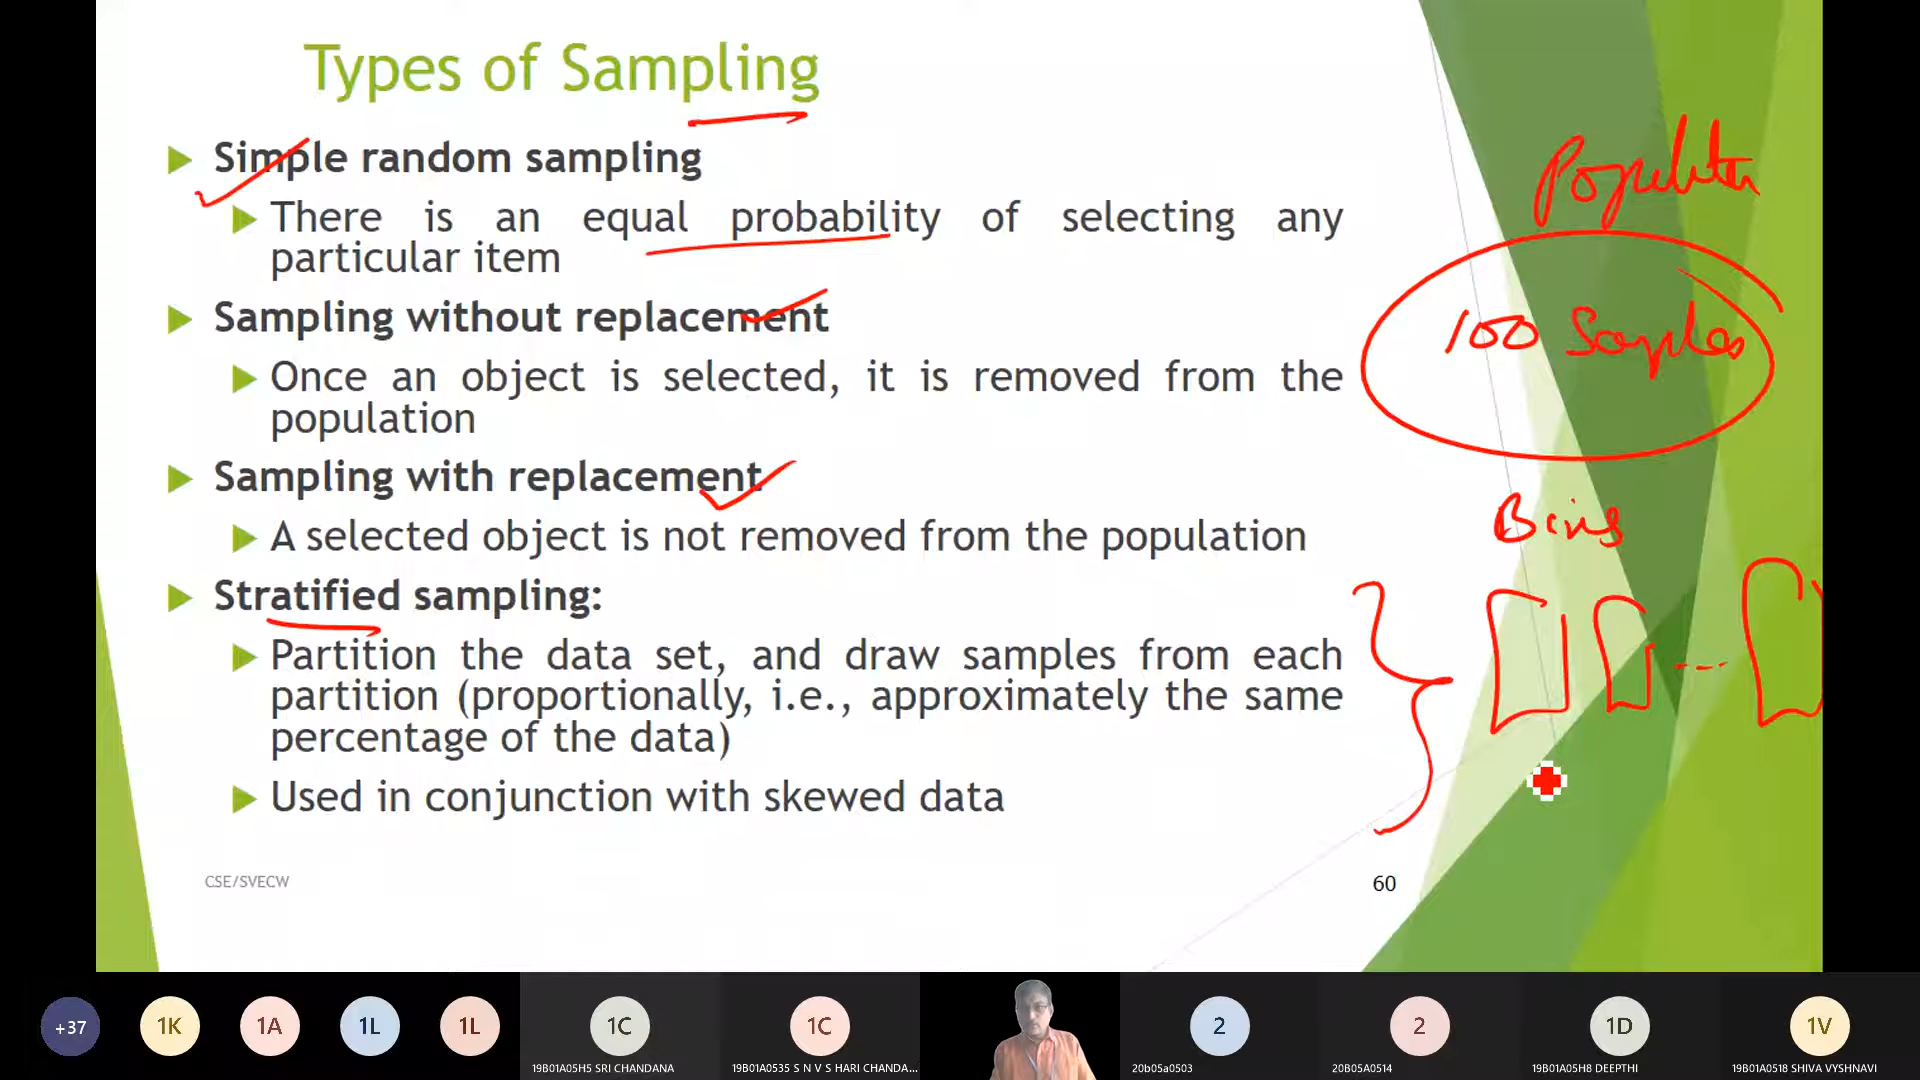 Types of Sampling
Simple random sampling
There is an equal probability of selecting any
particular item
Sampling without replacement
Once an object is selected, it is removed from the
population
Sampling with replacement
A selected object is not removed from the population
Stratified sampling:
Partition the data set, and draw samples from each
partition (proportionally, i.e., approximately the same
percentage of the data)
Used in conjunction with skewed data
CSE/SVECW
60
100 Samples
Bins
+37
1K
1A
1L
1L
1C
19B01A05H5 SRI CHANDANA
1C
19B01A0535 S N V S HARI CHANDA...
2
20b05a0503
2
20B05A0514
1D
19B01A05H8 DEEPTHI
1V
19B01A0518 SHIVA VYSHNAVI